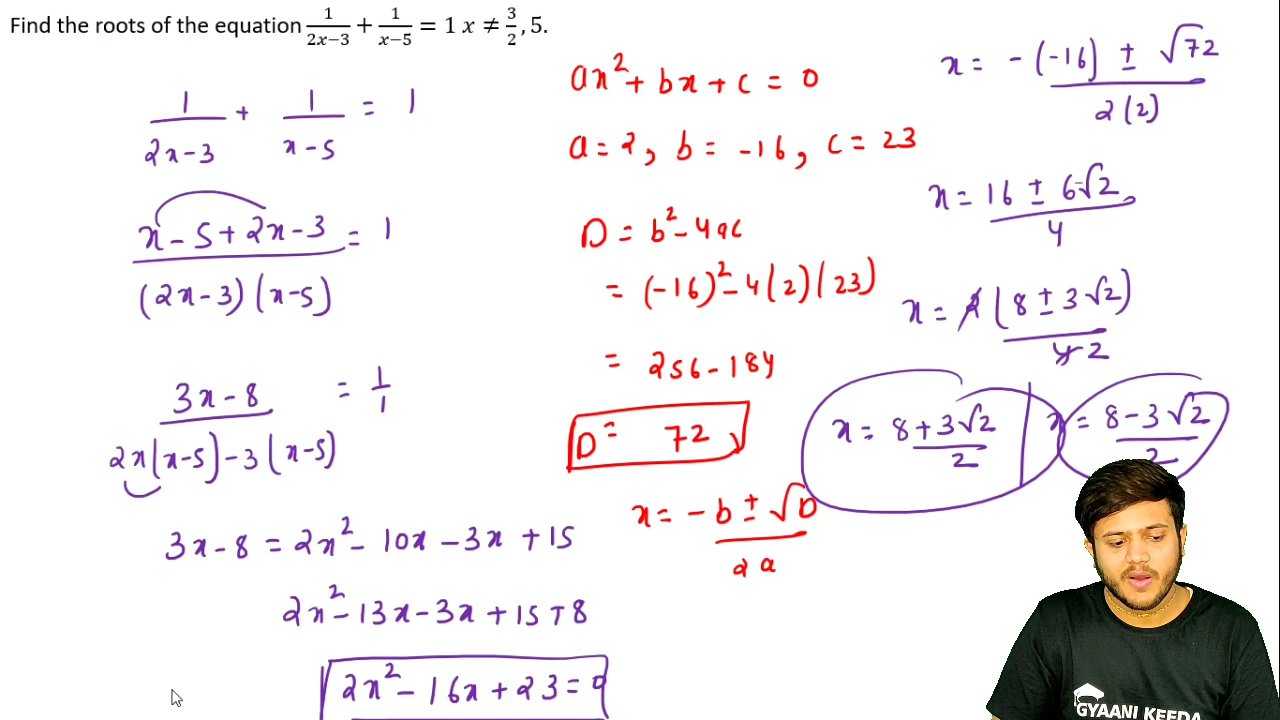 Find the roots of the equation 1/(2x−3) + 1/(x−5) = 1 x ≠ 3/2, 5.
1/(2x-3) + 1/(x-5) = 1
(x-5+2x-3)/((2x-3)(x-5)) = 1
(3x-8)/(2x(x-5)-3(x-5)) = 1/1
3x-8 = 2x²-10x-3x+15
2x²-13x-3x+15+8
2x²-16x+23=0
ax²+bx+c=0
a=2, b=-16, c=23
D = b²-4ac
= (-16)²-4(2)(23)
= 256-184
D= 72
x= (-b±√D)/2a
x= (-(-16) ± √72)/2(2)
x= (16 ± 6√2)/4
x= 2(8±3√2)/4 2
x= (8+3√2)/2 | x= (8-3√2)/2
GYAANI KEEDA